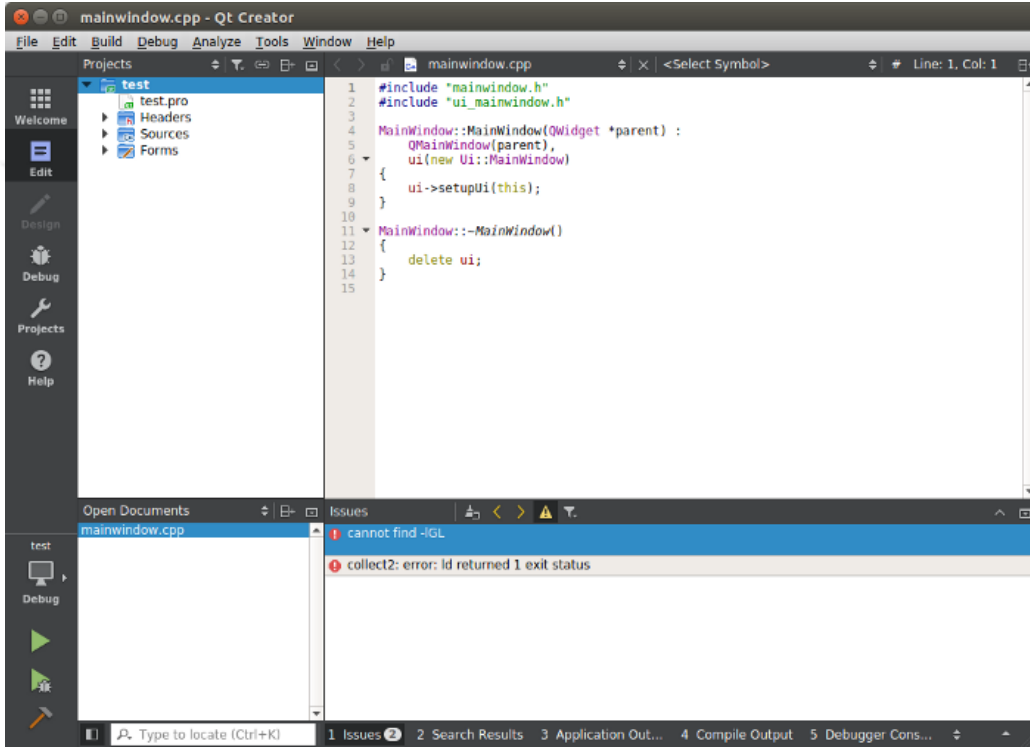 mainwindow.cpp - Qt Creator
File Edit Build Debug Analyze Tools Window Help
Projects
mainwindow.cpp
<Select Symbol>
# Line: 1, Col: 1
Welcome
Edit
Design
Debug
Projects
Help
test
test.pro
Headers
Sources
Forms
1 #include "mainwindow.h"
2 #include "ui_mainwindow.h"
3
4 MainWindow::MainWindow(QWidget *parent) :
5 QMainWindow(parent),
6 ui(new Ui::MainWindow)
7 {
8 ui->setupUi(this);
9 }
10
11 MainWindow::~MainWindow()
12 {
13 delete ui;
14 }
15
Open Documents
mainwindow.cpp
Issues
cannot find -lGL
collect2: error: ld returned 1 exit status
test
Debug
Type to locate (Ctrl+K)
1 Issues 2 2 Search Results 3 Application Out... 4 Compile Output 5 Debugger Cons...